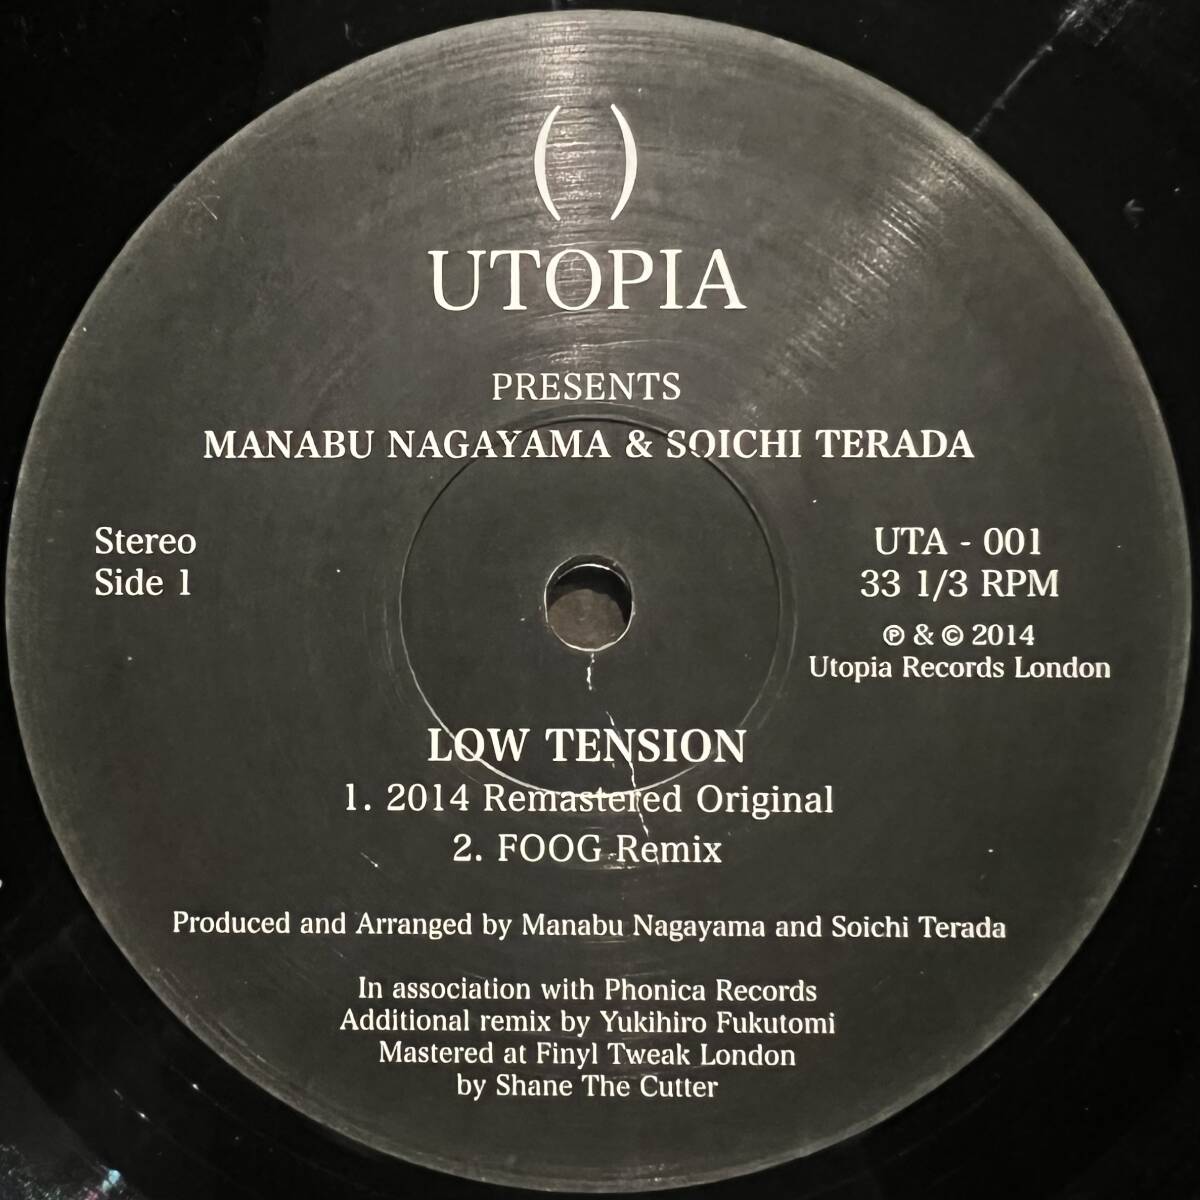 ( )
UTOPIA
PRESENTS
MANABU NAGAYAMA & SOICHI TERADA
Stereo
Side 1
UTA - 001
33 1/3 RPM
℗ & © 2014
Utopia Records London
LOW TENSION
1. 2014 Remastered Original
2. FOOG Remix
Produced and Arranged by Manabu Nagayama and Soichi Terada
In association with Phonica Records
Additional remix by Yukihiro Fukutomi
Mastered at Finyl Tweak London
by Shane The Cutter